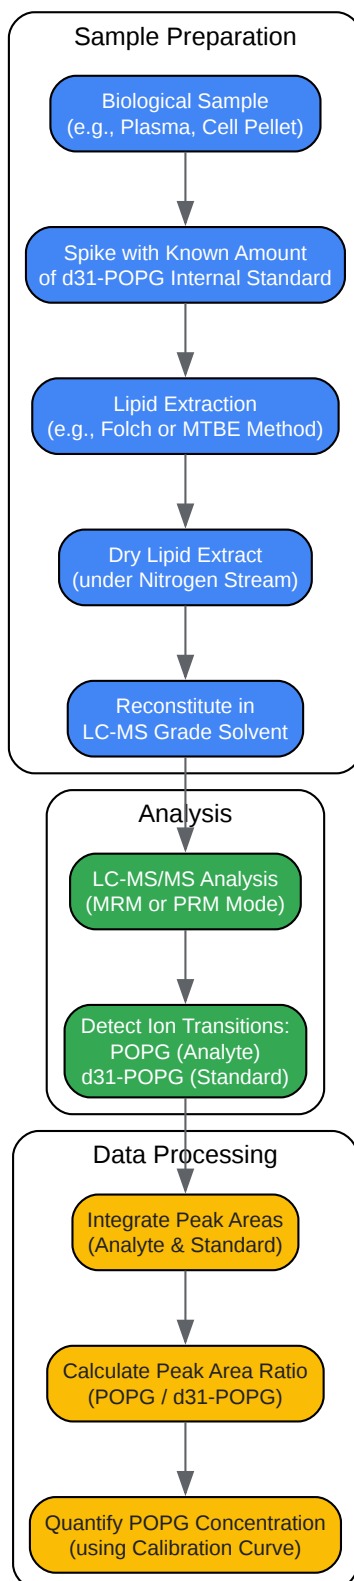 Sample Preparation
Biological Sample
(e.g., Plasma, Cell Pellet)
Spike with Known Amount
of d31-POPG Internal Standard
Lipid Extraction
(e.g., Folch or MTBE Method)
Dry Lipid Extract
(under Nitrogen Stream)
Reconstitute in
LC-MS Grade Solvent
Analysis
LC-MS/MS Analysis
(MRM or PRM Mode)
Detect Ion Transitions:
POPG (Analyte)
d31-POPG (Standard)
Data Processing
Integrate Peak Areas
(Analyte & Standard)
Calculate Peak Area Ratio
(POPG / d31-POPG)
Quantify POPG Concentration
(using Calibration Curve)